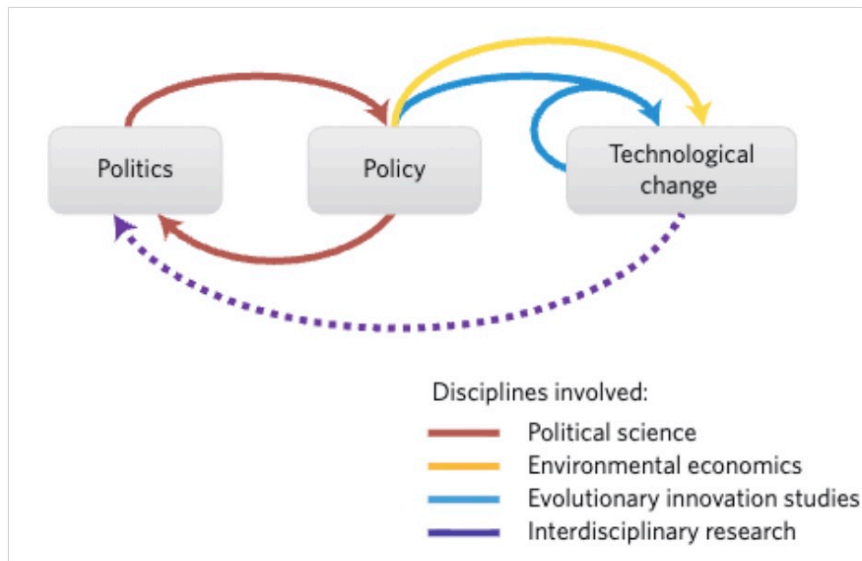 Politics
Policy
Technological
change
Disciplines involved:
Political science
Environmental economics
Evolutionary innovation studies
Interdisciplinary research